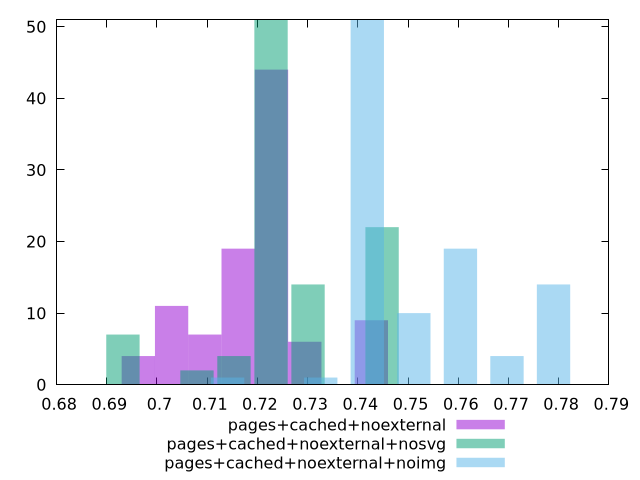 50
40
30
20
10
0
0.68 0.69 0.7 0.71 0.72 0.73 0.74 0.75 0.76 0.77 0.78 0.79
pages+cached+noexternal
pages+cached+noexternal+nosvg
pages+cached+noexternal+noimg